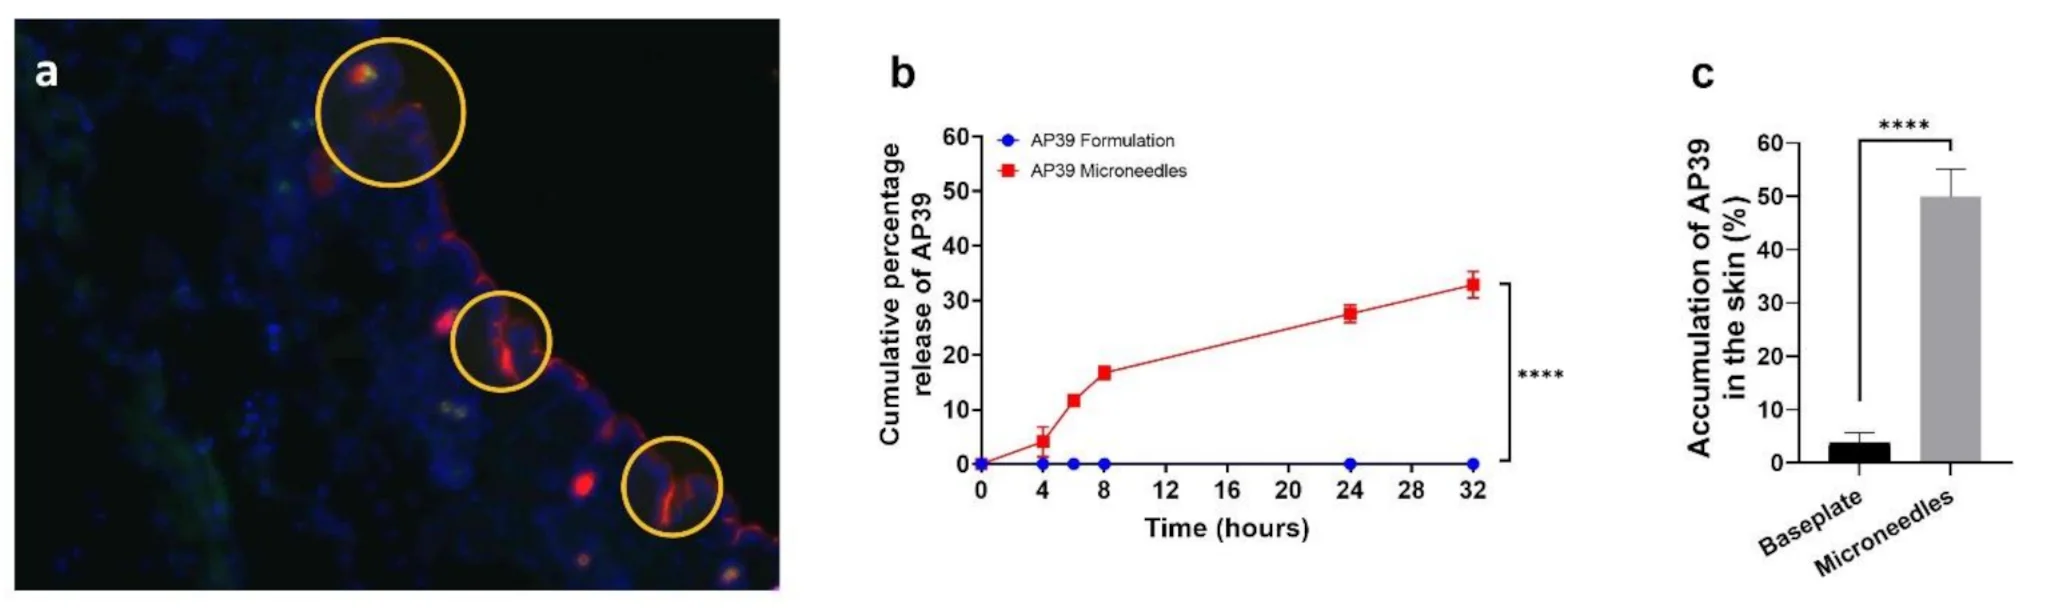 a
b
AP39 Formulation
AP39 Microneedles
Cumulative percentage
release of AP39
60
50
40
30
20
10
0
0 4 8 12 16 20 24 28 32
Time (hours)
****
c
****
Accumulation of AP39
in the skin (%)
60
50
40
30
20
10
0
Baseplate
Microneedles